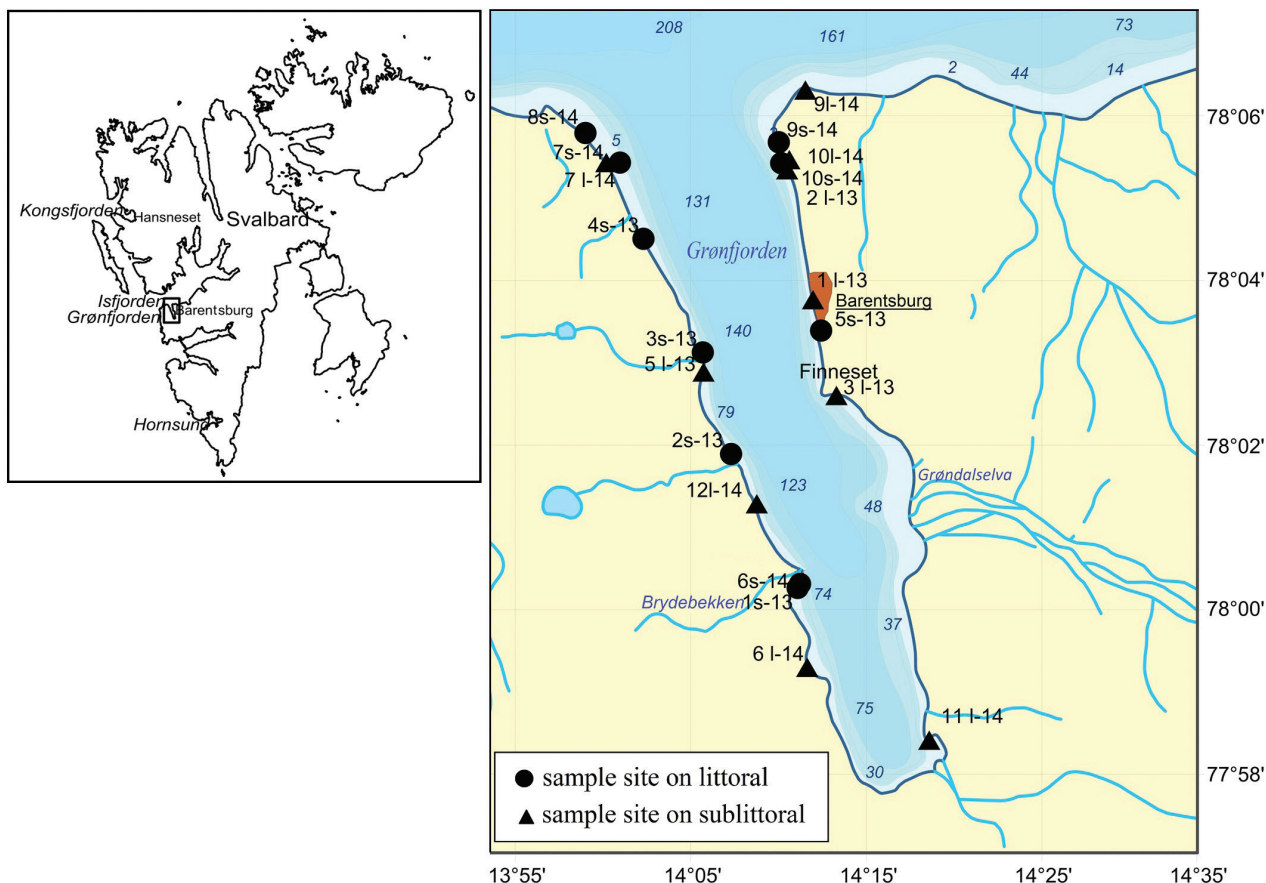 Kongsfjorden
Hansneset
Svalbard
Isfjorden
Grønfjorden
Barentsburg
Hornsund
208
161
73
2
44
14
9l-14
8s-14
5
7s-14
7 l-14
9s-14
10l-14
10s-14
2 l-13
131
4s-13
Grønfjorden
1 l-13
Barentsburg
5s-13
140
3s-13
5 l-13
Finneset
3 l-13
79
2s-13
12l-14
123
48
Grøndalselva
6s-14
1s-13
74
Brydebekken
37
6 l-14
75
11 l-14
30
78°06'
78°04'
78°02'
78°00'
77°58'
sample site on littoral
sample site on sublittoral
13°55'
14°05'
14°15'
14°25'
14°35'